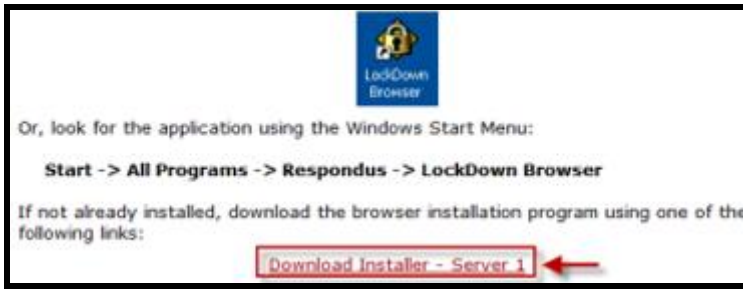 LockDown
Browser
Or, look for the application using the Windows Start Menu:
Start -> All Programs -> Respondus -> LockDown Browser
If not already installed, download the browser installation program using one of the
following links:
Download Installer - Server 1